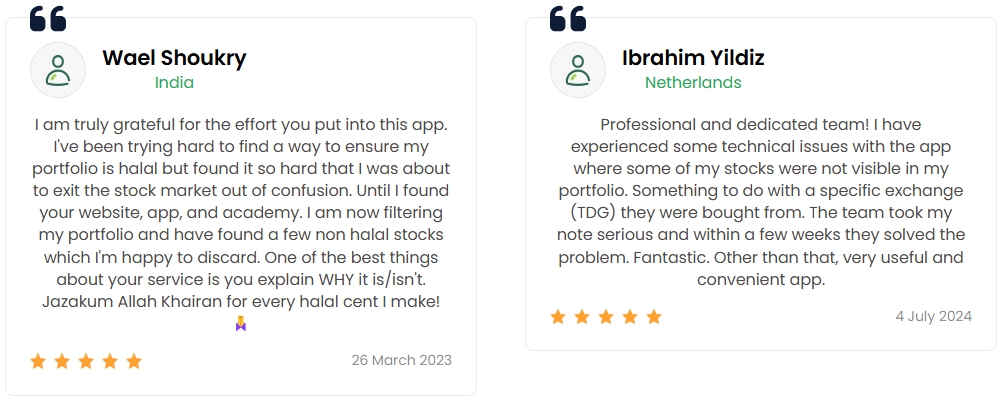 Wael Shoukry
India
I am truly grateful for the effort you put into this app.
I've been trying hard to find a way to ensure my
portfolio is halal but found it so hard that I was about
to exit the stock market out of confusion. Until I found
your website, app, and academy. I am now filtering
my portfolio and have found a few non halal stocks
which I'm happy to discard. One of the best things
about your service is you explain WHY it is/isn't.
Jazakum Allah Khairan for every halal cent I make!
26 March 2023
Ibrahim Yildiz
Netherlands
Professional and dedicated team! I have
experienced some technical issues with the app
where some of my stocks were not visible in my
portfolio. Something to do with a specific exchange
(TDG) they were bought from. The team took my
note serious and within a few weeks they solved the
problem. Fantastic. Other than that, very useful and
convenient app.
4 July 2024